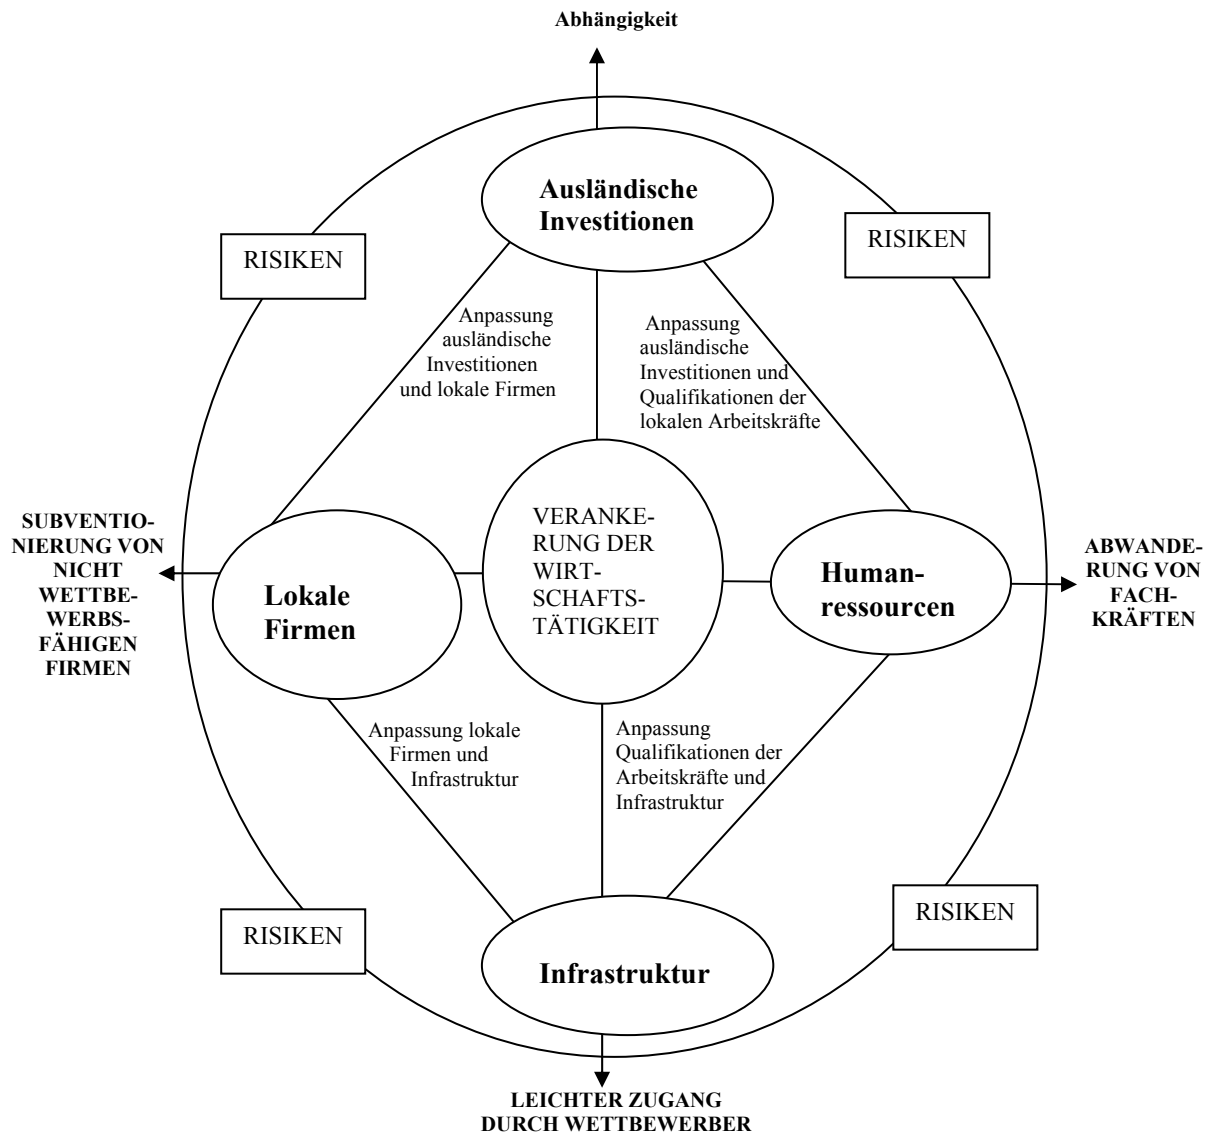 Abhängigkeit
Ausländische
Investitionen
RISIKEN
RISIKEN
Anpassung
ausländische
Investitionen
und lokale Firmen
Anpassung
ausländische
Investitionen und
Qualifikationen der
lokalen Arbeitskräfte
SUBVENTIO-
NIERUNG VON
NICHT
WETTBE-
WERBS-
FÄHIGEN
FIRMEN
Lokale
Firmen
VERANKE-
RUNG DER
WIRT-
SCHAFTS-
TÄTIGKEIT
Human-
ressourcen
ABWANDE-
RUNG VON
FACH-
KRÄFTEN
Anpassung lokale
Firmen und
Infrastruktur
Anpassung
Qualifikationen der
Arbeitskräfte und
Infrastruktur
RISIKEN
RISIKEN
Infrastruktur
LEICHTER ZUGANG
DURCH WETTBEWERBER